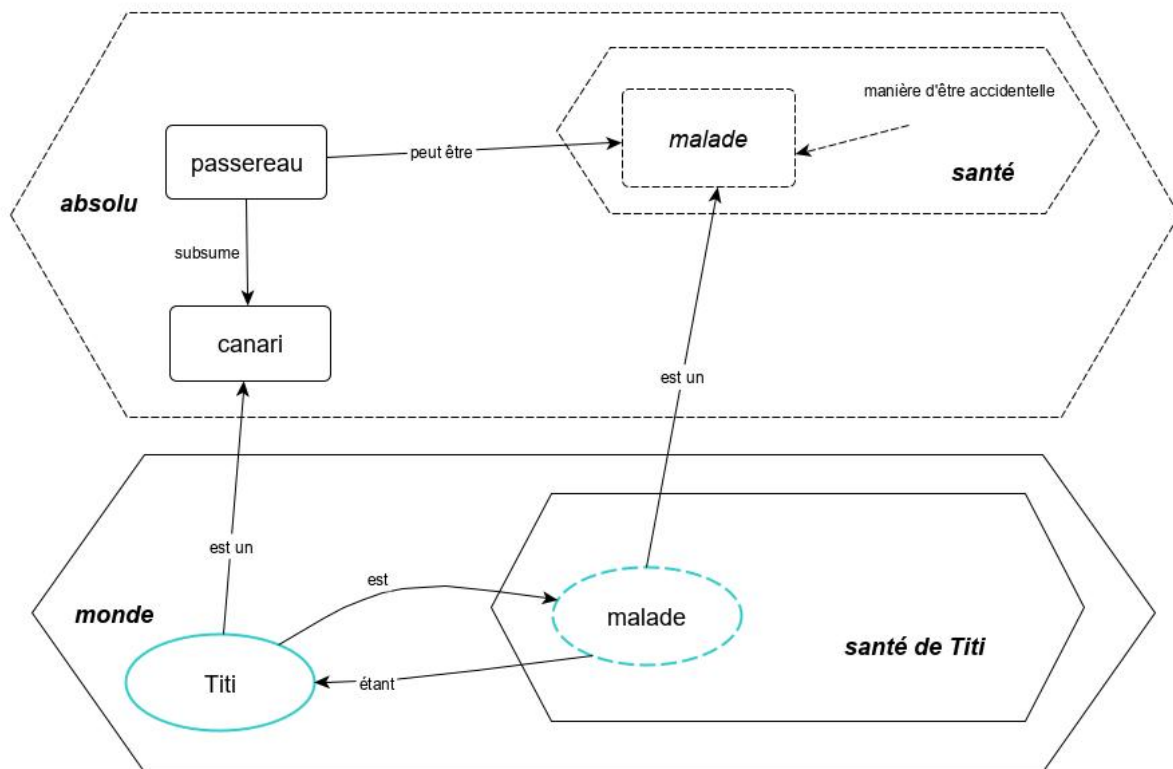 manière d'être accidentelle
malade
peut être
passereau
santé
absolu
subsume
canari
est un
est un
est
monde
malade
santé de Titi
Titi
étant